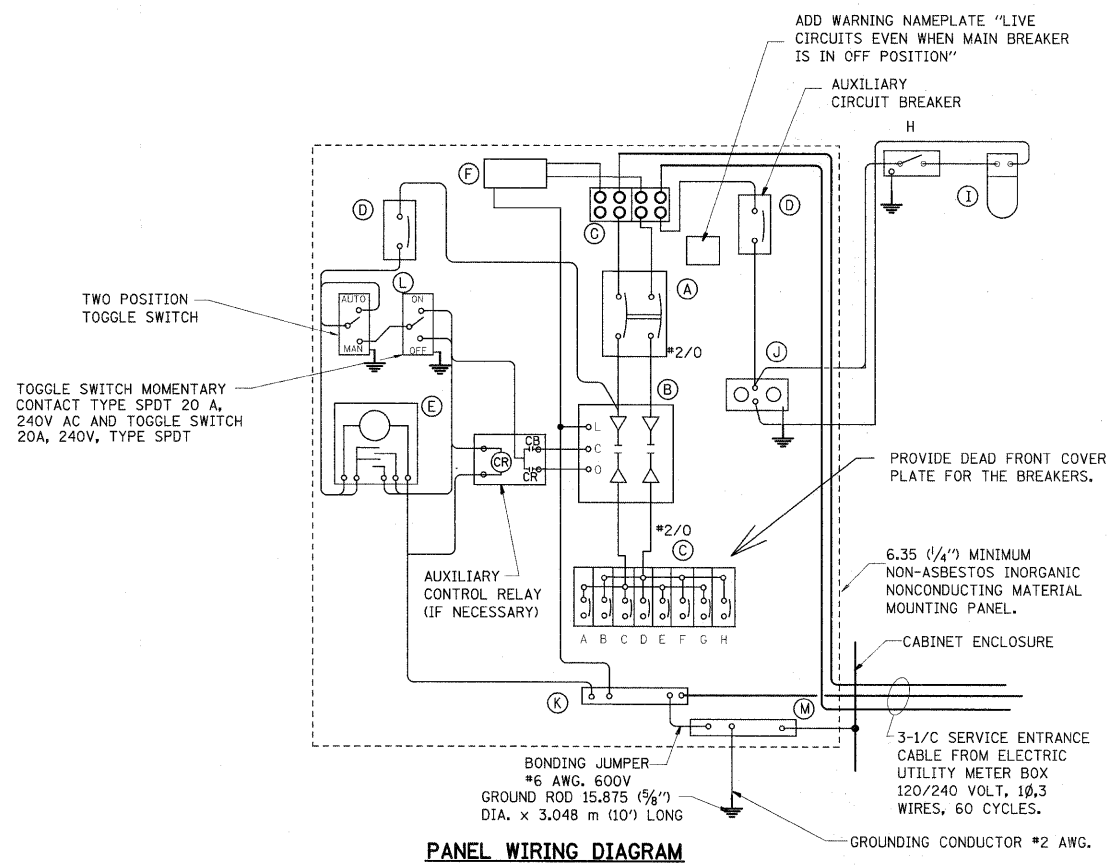 ADD WARNING NAMEPLATE "LIVE
CIRCUITS EVEN WHEN MAIN BREAKER
IS IN OFF POSITION"
AUXILIARY
CIRCUIT BREAKER
H
F
D
G
D
I
A
L
TWO POSITION
TOGGLE SWITCH
AUTO
MAN
ON
OFF
#2/0
J
TOGGLE SWITCH MOMENTARY
CONTACT TYPE SPDT 20 A,
240V AC AND TOGGLE SWITCH
20A, 240V, TYPE SPDT
E
B
L
C
O
CB
CR
CR
PROVIDE DEAD FRONT COVER
PLATE FOR THE BREAKERS.
#2/0
C
AUXILIARY
CONTROL RELAY
(IF NECESSARY)
A B C D E F G H
6.35 (1/4") MINIMUM
NON-ASBESTOS INORGANIC
NONCONDUCTING MATERIAL
MOUNTING PANEL.
CABINET ENCLOSURE
K
M
3-1/C SERVICE ENTRANCE
CABLE FROM ELECTRIC
UTILITY METER BOX
120/240 VOLT, 1Ø,3
WIRES, 60 CYCLES.
BONDING JUMPER
#6 AWG. 600V
GROUND ROD 15.875 (5/8")
DIA. x 3.048 m (10') LONG
GROUNDING CONDUCTOR #2 AWG.
PANEL WIRING DIAGRAM